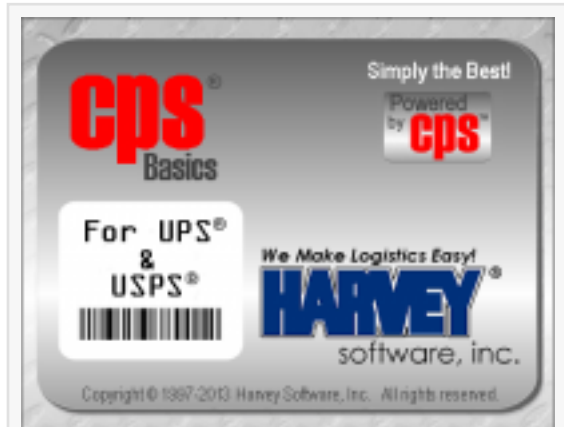 cps®
Basics
Simply the Best!
Powered
by cps™
For UPS®
&
USPS®
We Make Logistics Easy!
HARVEY®
software, inc.
Copyright © 1997-2013 Harvey Software, Inc. All rights reserved.